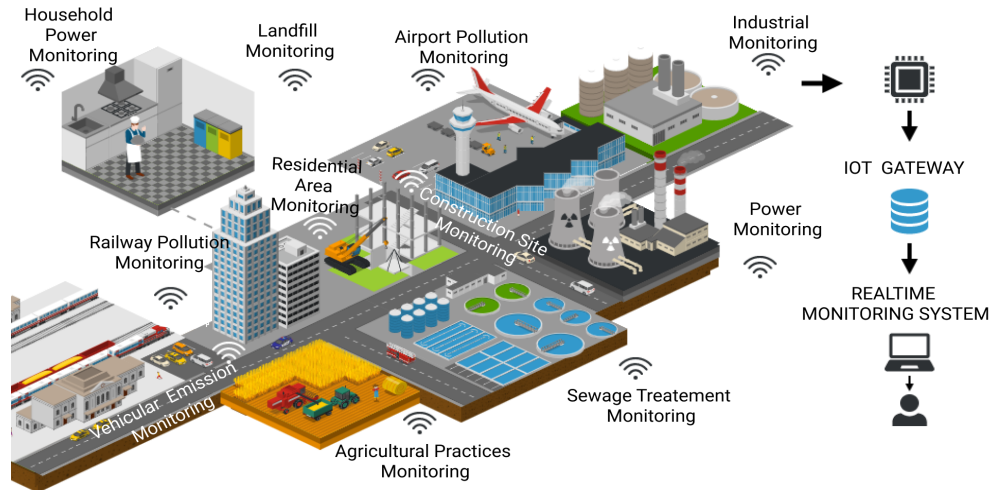 Household
Power
Monitoring
Landfill
Monitoring
Airport Pollution
Monitoring
Industrial
Monitoring
Residential
Area
Monitoring
Construction Site
Monitoring
Railway Pollution
Monitoring
Power
Monitoring
Vehicular Emission
Monitoring
Agricultural Practices
Monitoring
Sewage Treatement
Monitoring
IOT GATEWAY
REALTIME
MONITORING SYSTEM